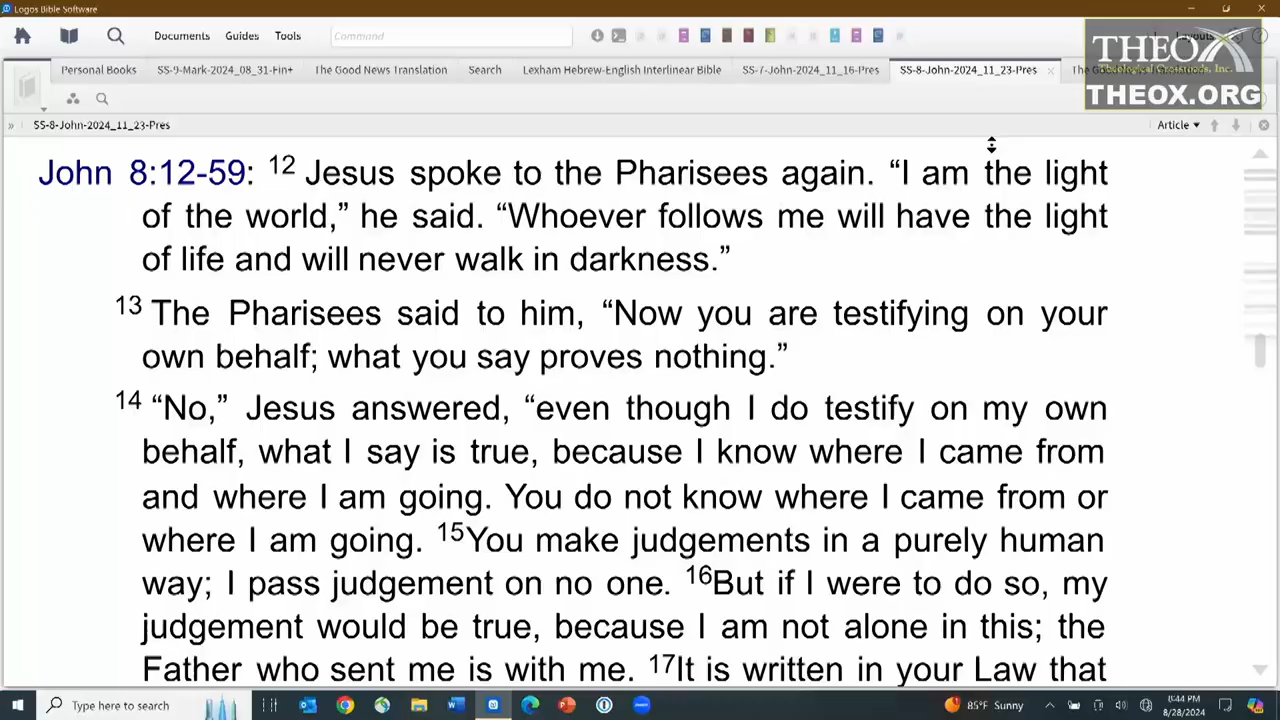 Logos Bible Software
Documents Guides Tools Command Layouts
THEOX
Theological Crossroads, Inc.
THEOX.ORG
Personal Books SS-9-Mark-2024_08_31-Fin+ The Good News Transla Search Lexham Hebrew-English Interlinear Bible SS-7-John-2024_11_16-Pres SS-8-John-2024_11_23-Pres
SS-8-John-2024_11_23-Pres Article
John 8:12-59: 12 Jesus spoke to the Pharisees again. “I am the light
of the world,” he said. “Whoever follows me will have the light
of life and will never walk in darkness.”
13 The Pharisees said to him, “Now you are testifying on your
own behalf; what you say proves nothing.”
14 “No,” Jesus answered, “even though I do testify on my own
behalf, what I say is true, because I know where I came from
and where I am going. You do not know where I came from or
where I am going. 15You make judgements in a purely human
way; I pass judgement on no one. 16But if I were to do so, my
judgement would be true, because I am not alone in this; the
Father who sent me is with me. 17It is written in your Law that
Type here to search
85°F Sunny
8:44 PM
8/28/2024